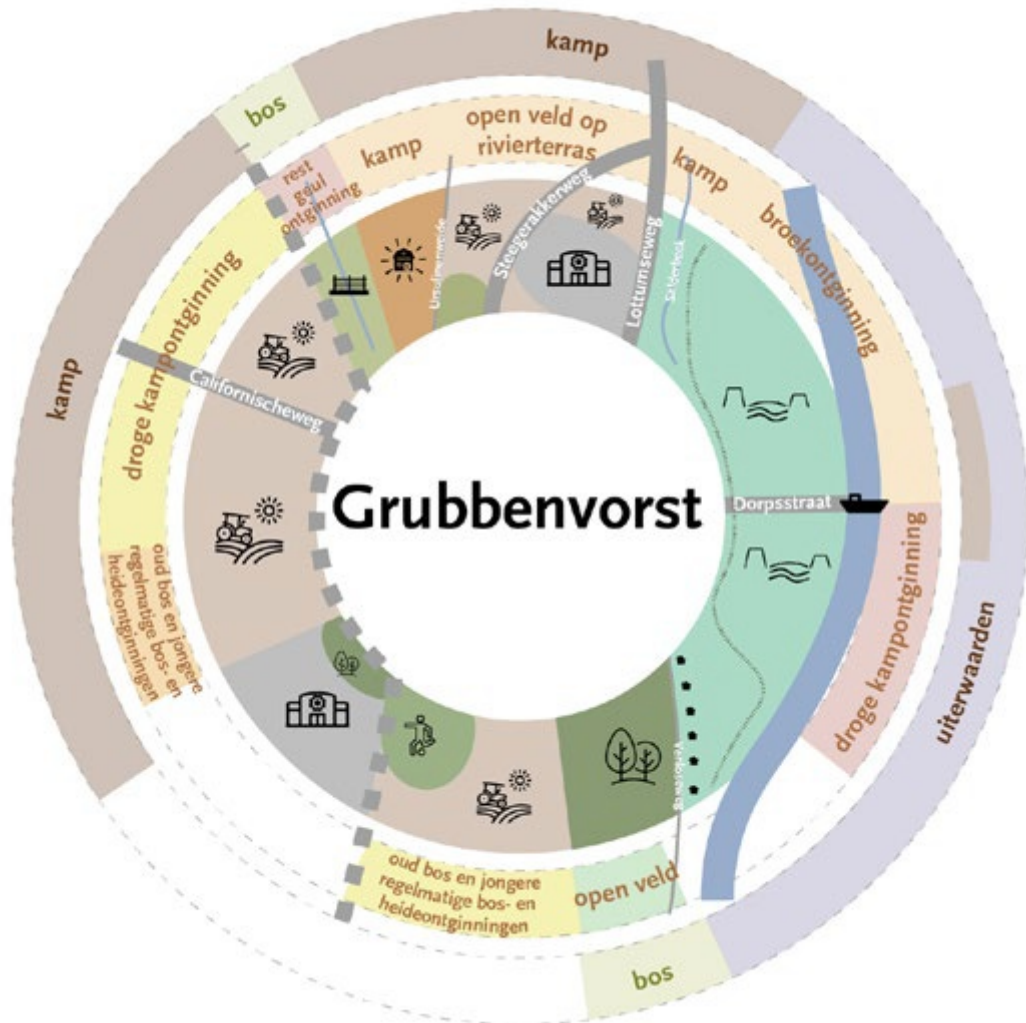 kamp
bos
kamp
open veld op
rivierterras
kamp
rest
geul
ontginning
broekontginning
Steegerakkerweg
Lottumseweg
droge kampontginning
Californischeweg
kamp
Grubbenvorst
Dorpsstraat
oud bos en jongere
regelmatige bos- en
heideontginningen
droge kampontginning
uiterwaarden
oud bos en jongere
regelmatige bos- en
heideontginningen
open veld
bos